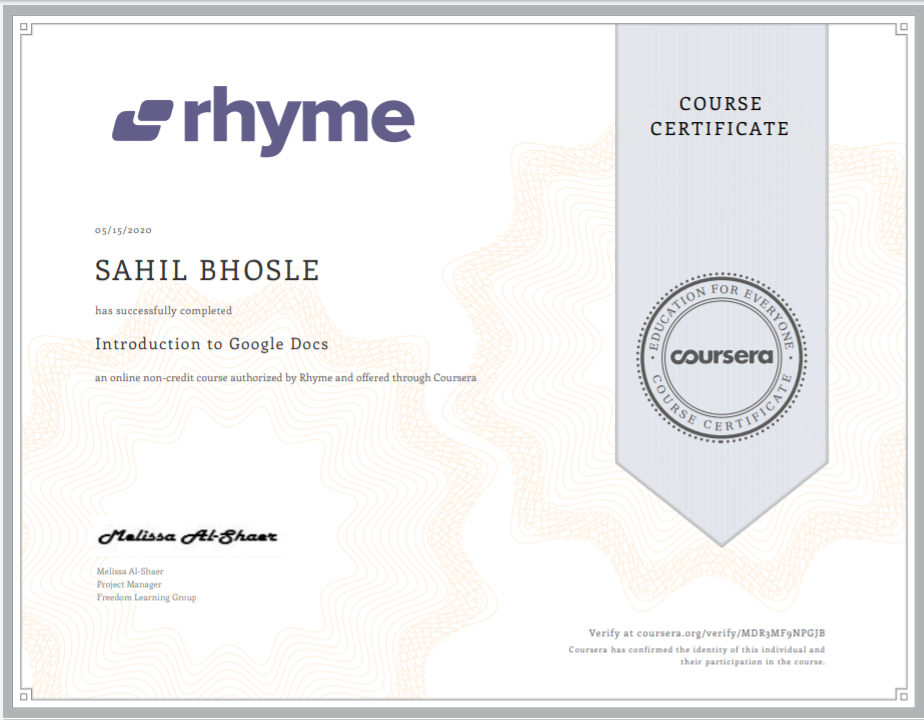 rhyme
COURSE
CERTIFICATE
05/15/2020
SAHIL BHOSLE
has successfully completed
Introduction to Google Docs
an online non-credit course authorized by Rhyme and offered through Coursera
EDUCATION FOR EVERYONE
coursera
COURSE CERTIFICATE
Melissa Al-Shaer
Melissa Al-Shaer
Project Manager
Freedom Learning Group
Verify at coursera.org/verify/MDR3MF9NPGJB
Coursera has confirmed the identity of this individual and
their participation in the course.